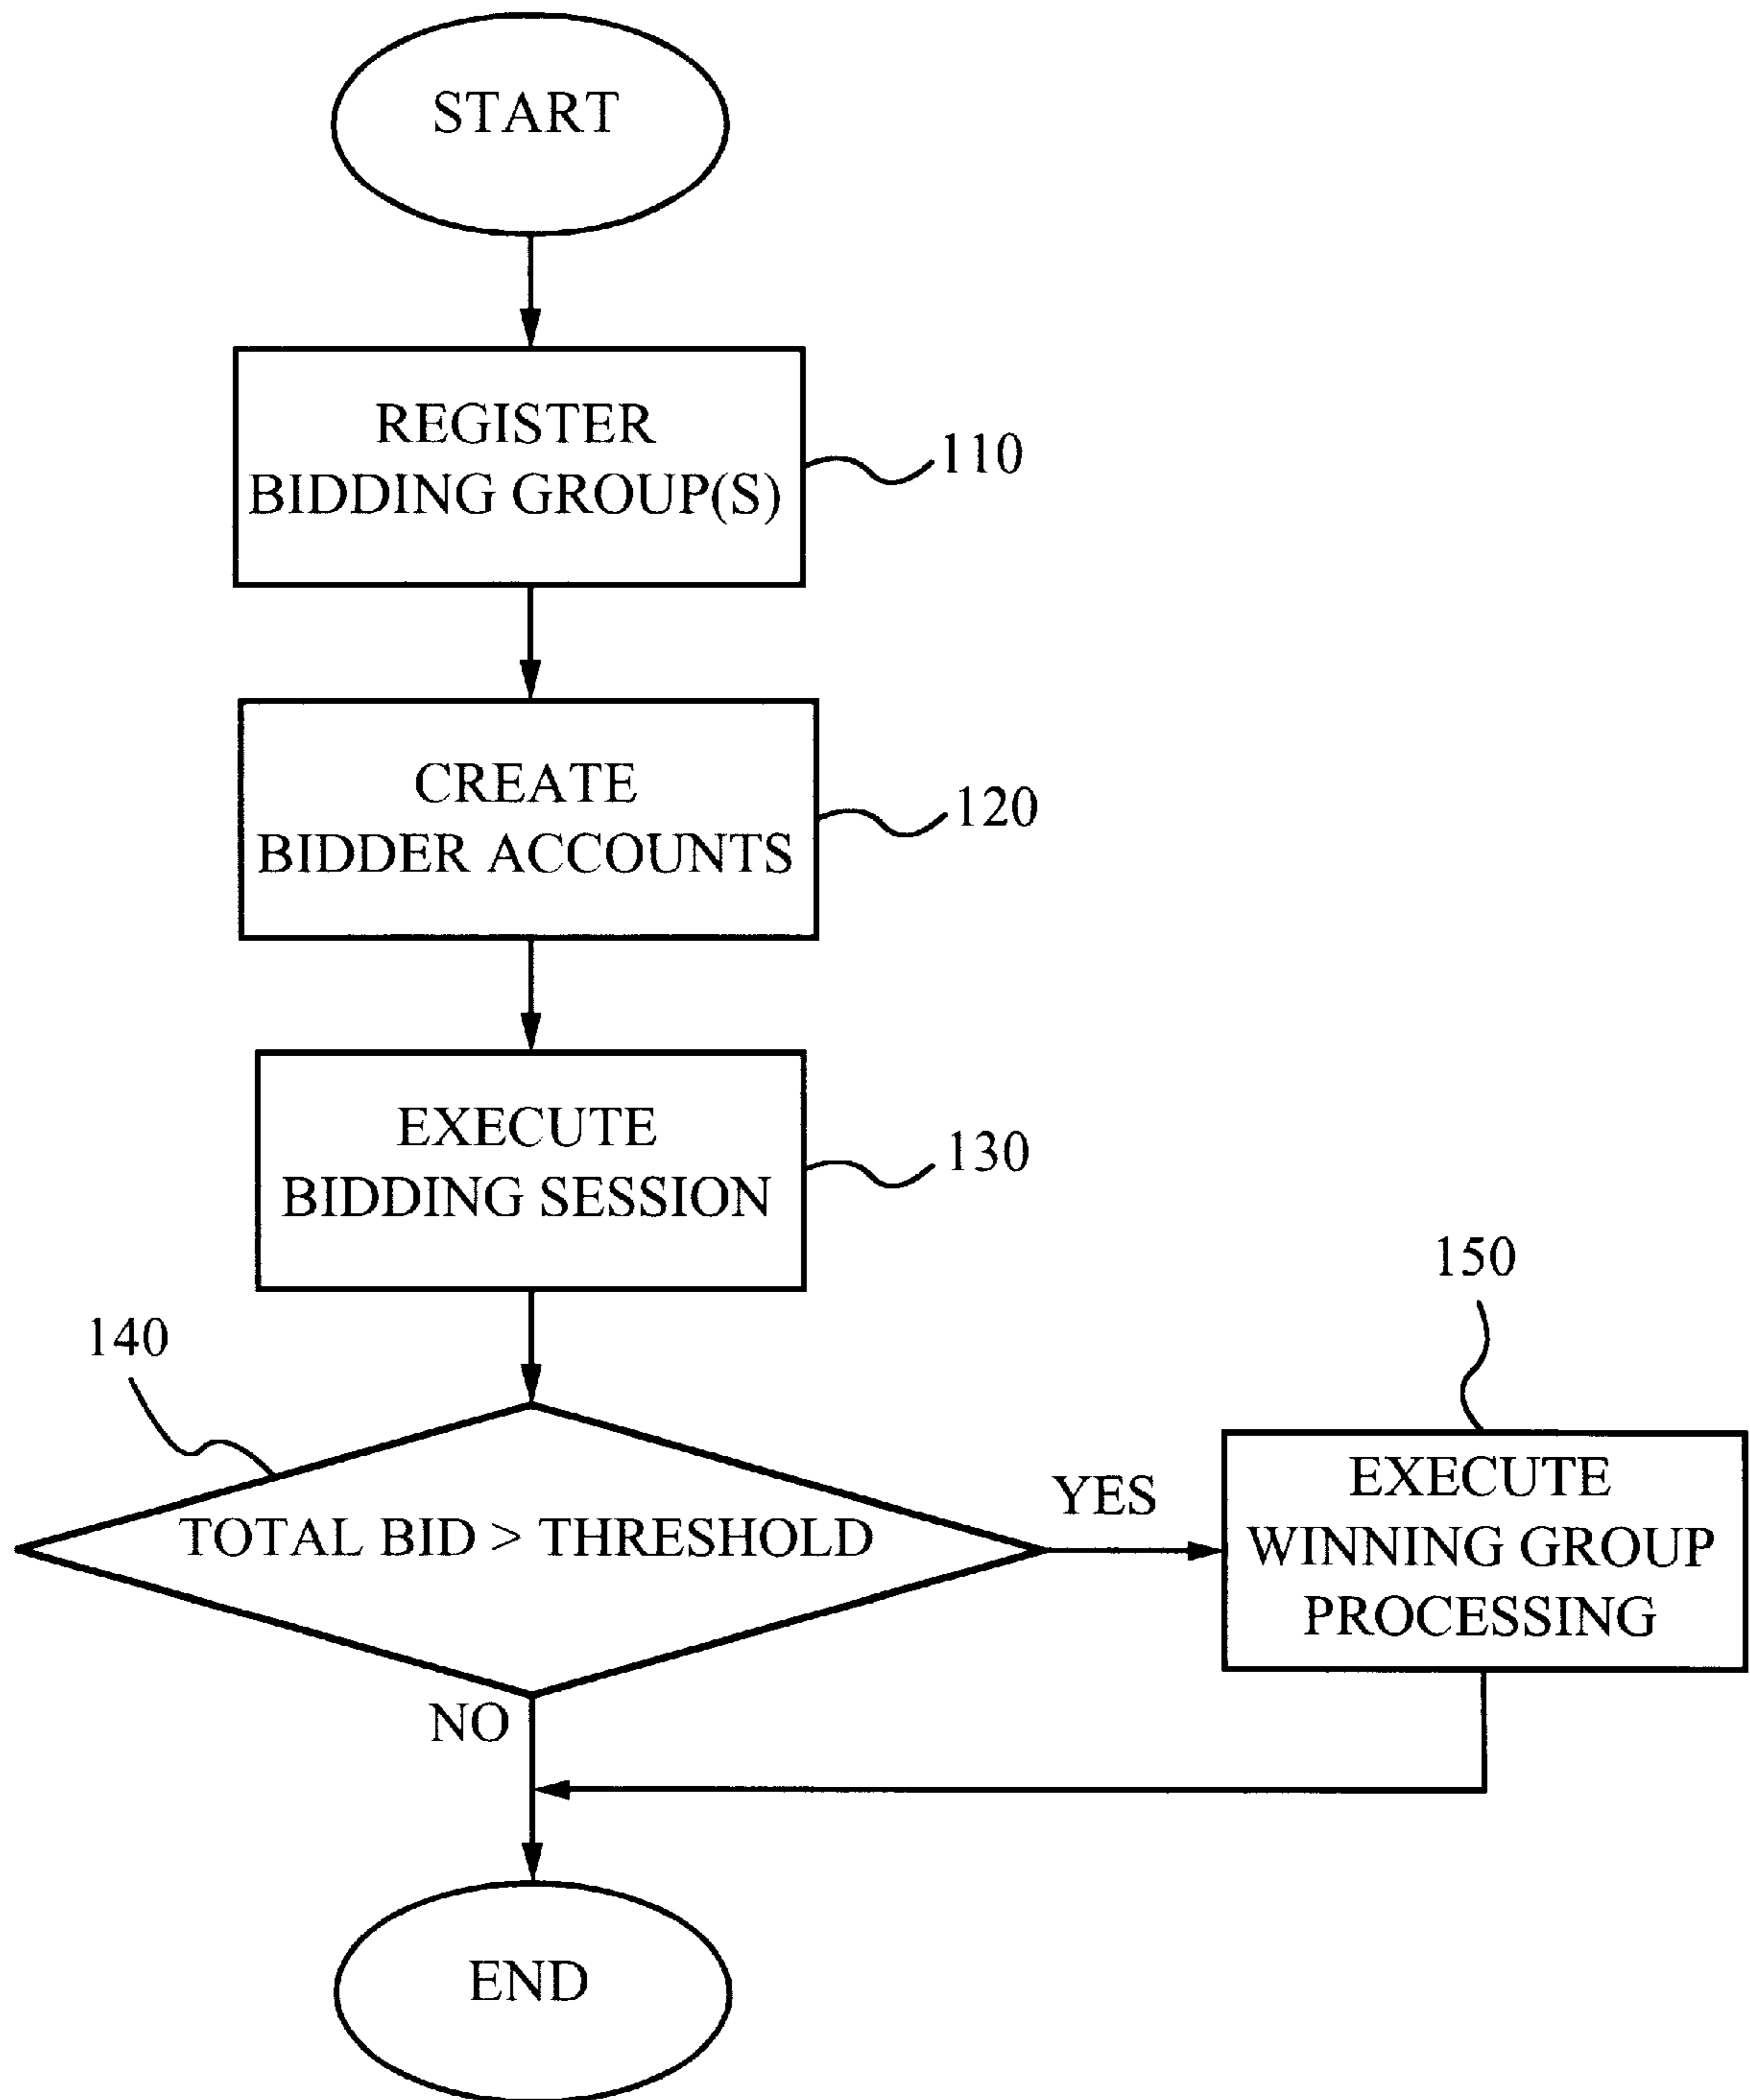 START
REGISTER
BIDDING GROUP(S)
110
CREATE
BIDDER ACCOUNTS
120
EXECUTE
BIDDING SESSION
130
140
TOTAL BID > THRESHOLD
YES
150
EXECUTE
WINNING GROUP
PROCESSING
NO
END